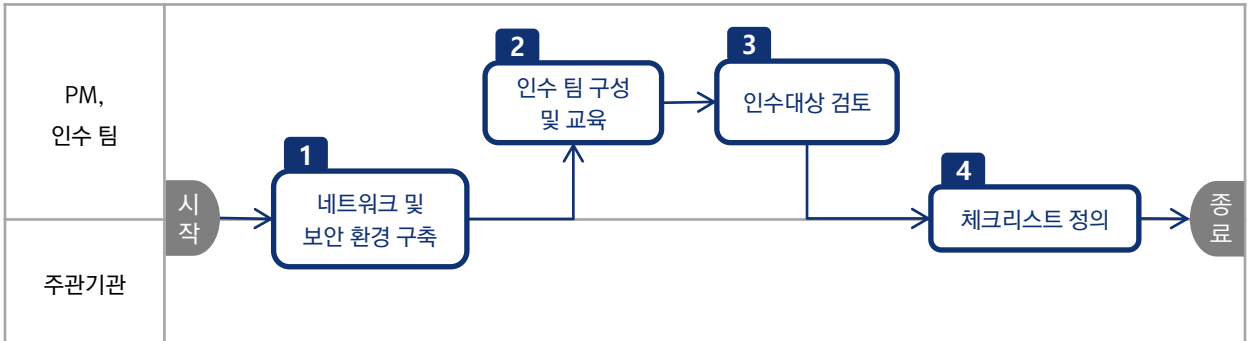 PM,
인수 팀
주관기관
시
작
1
네트워크 및
보안 환경 구축
2
인수 팀 구성
및 교육
3
인수대상 검토
4
체크리스트 정의
종
료